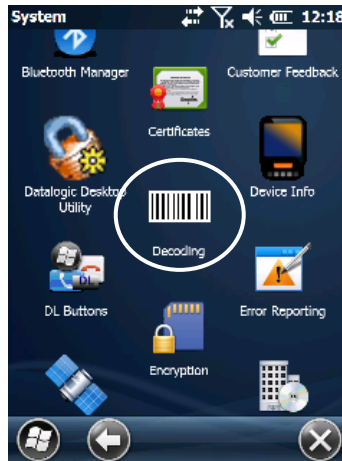 System 12:18
Bluetooth Manager
Customer Feedback
Certificates
Datalogic Desktop
Utility
Device Info
Decoding
DL Buttons
Error Reporting
Encryption